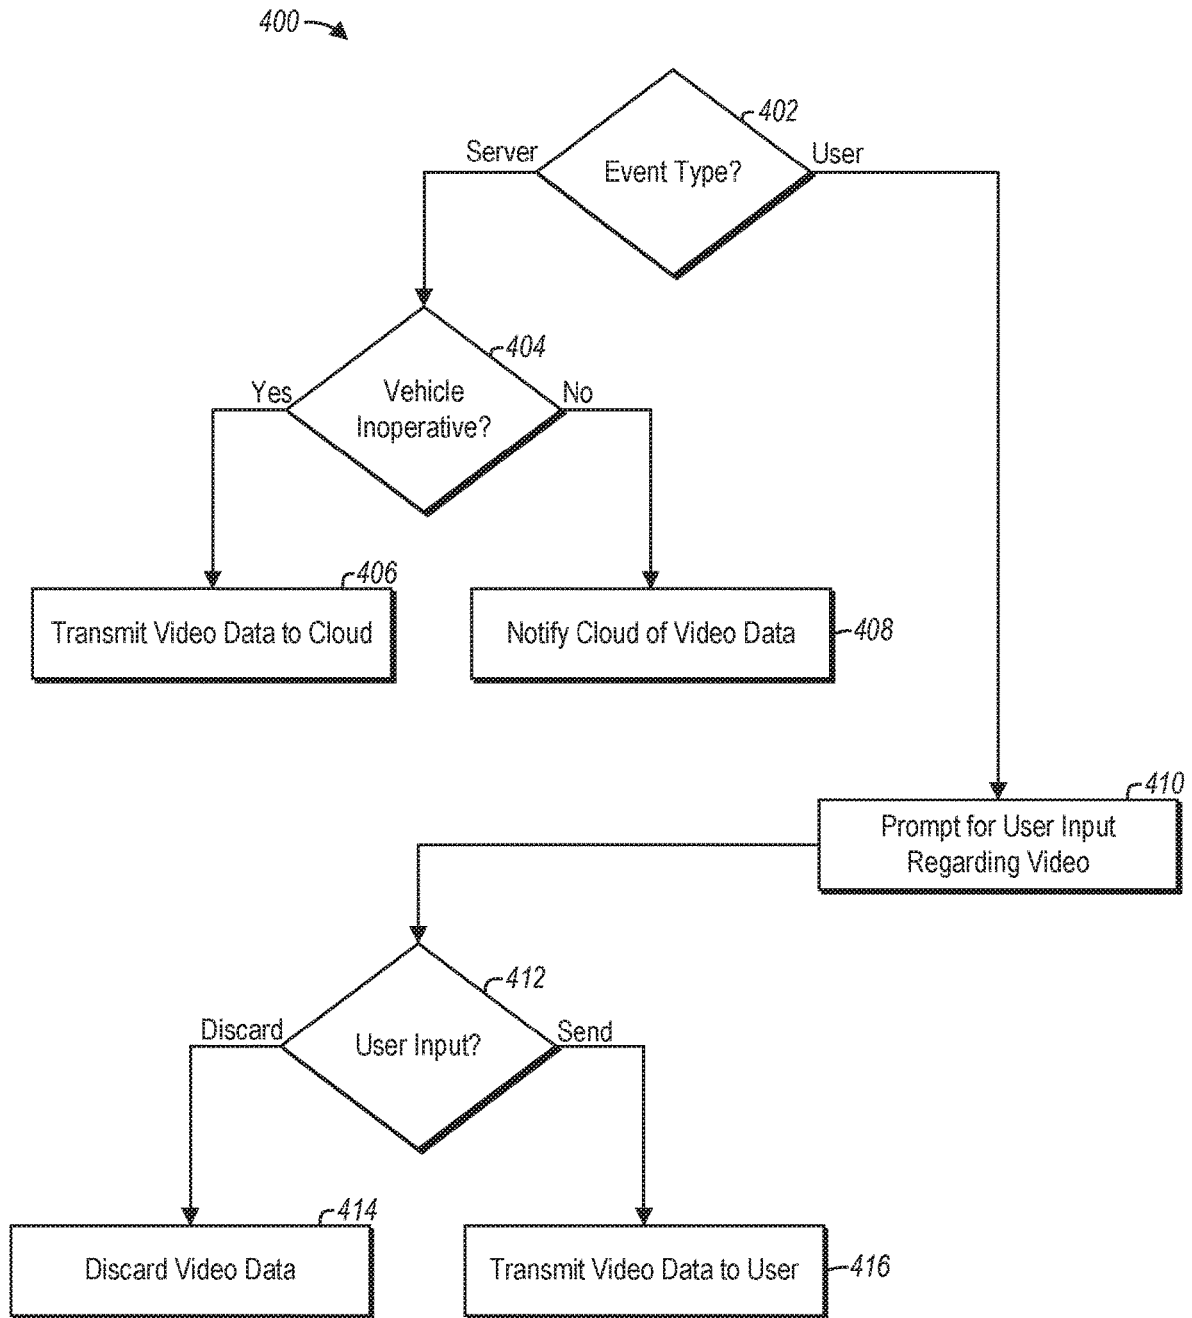 400
402
Server
User
Event Type?
404
Yes
No
Vehicle
Inoperative?
406
Transmit Video Data to Cloud
Notify Cloud of Video Data
408
410
Prompt for User Input
Regarding Video
412
Discard
Send
User Input?
414
Discard Video Data
Transmit Video Data to User
416